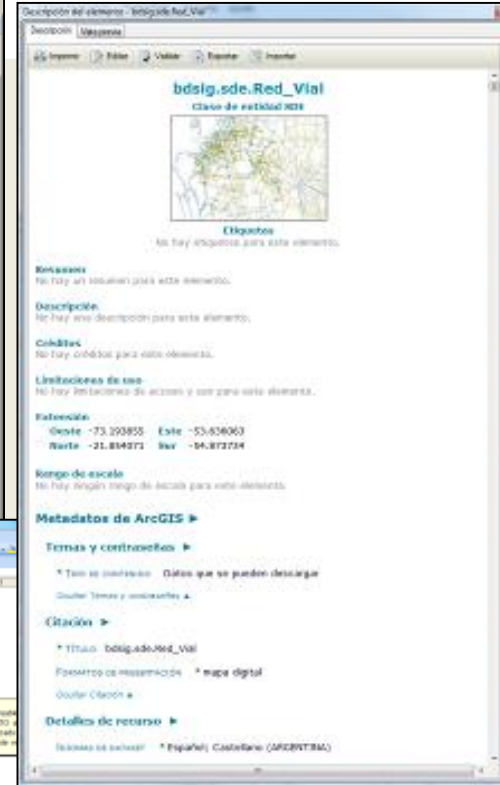 Descripción del elemento - bdsig.sde.Red_Vial
Descripción Vista previa
Imprimir Editar Validar Exportar Importar
bdsig.sde.Red_Vial
Clase de entidad SDE
Etiquetas
No hay etiquetas para este elemento.
Resumen
No hay un resumen para este elemento.
Descripción
No hay una descripción para este elemento.
Créditos
No hay créditos para este elemento.
Limitaciones de uso
No hay limitaciones de acceso y uso para este elemento.
Extensión
Oeste -73.193855 Este -53.638063
Norte -21.854071 Sur -54.873734
Rango de escala
No hay ningún rango de escala para este elemento.
Metadatos de ArcGIS ►
Temas y contraseñas ►
* TIPO DE CONTENIDO Datos que se pueden descargar
Ocultar Temas y contraseñas ▲
Citación ►
* TÍTULO bdsig.sde.Red_Vial
FORMATOS DE PRESENTACIÓN * mapa digital
Ocultar Citación ▲
Detalles de recurso ►
IDIOMAS DE DATASET * Español; Castellano (ARGENTINA)